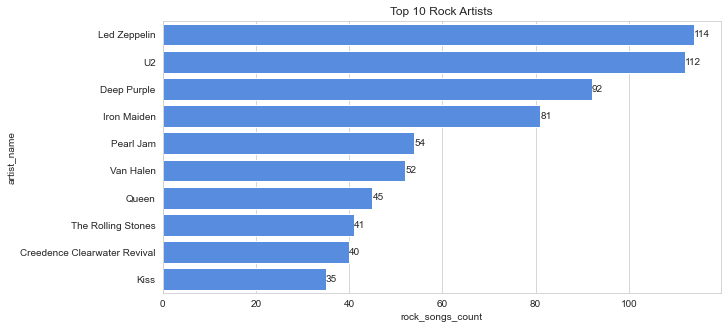 Top 10 Rock Artists
Led Zeppelin 114
U2 112
Deep Purple 92
Iron Maiden 81
Pearl Jam 54
Van Halen 52
Queen 45
The Rolling Stones 41
Creedence Clearwater Revival 40
Kiss 35
artist_name
0 20 40 60 80 100
rock_songs_count